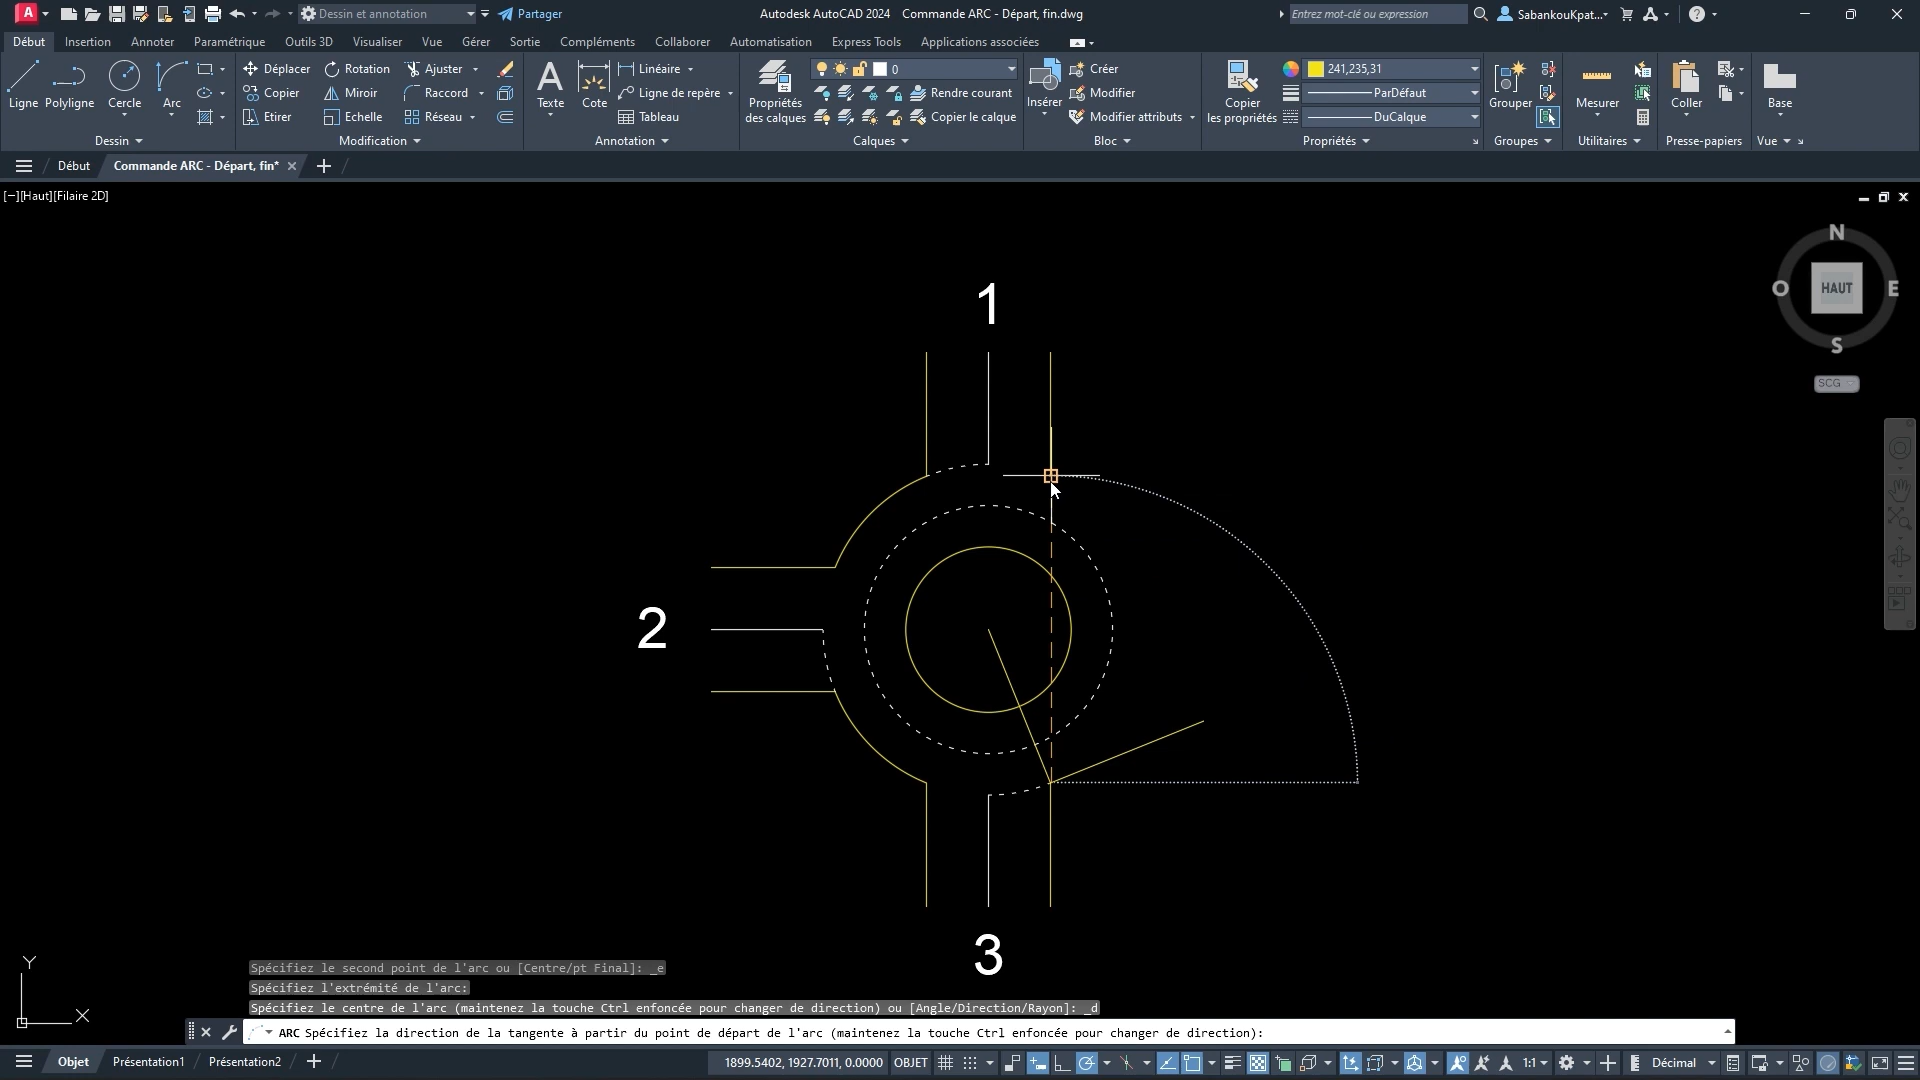 A
Dessin et annotation
Partager
Autodesk AutoCAD 2024 Commande ARC - Départ, fin.dwg
Entrez mot-clé ou expression
SabankouKpat...
Début Insertion Annoter Paramétrique Outils 3D Visualiser Vue Gérer Sortie Compléments Collaborer Automatisation Express Tools Applications associées
Ligne Polyligne Cercle Arc
Déplacer Rotation Ajuster
Copier Miroir Raccord
Etirer Echelle Réseau
Texte Cote
Linéaire
Ligne de repère
Tableau
Propriétés des calques
0
Rendre courant
Copier le calque
Insérer
Créer
Modifier
Modifier attributs
Copier les propriétés
241,235,31
ParDéfaut
DuCalque
Grouper
Mesurer
Coller
Base
Dessin Modification Annotation Calques Bloc Propriétés Groupes Utilitaires Presse-papiers Vue
Début Commande ARC - Départ, fin*
[−][Haut][Filaire 2D]
N
O HAUT E
S
SCG
1
2
3
Y
X
Spécifiez le second point de l'arc ou [Centre/pt Final]: _e
Spécifiez l'extrémité de l'arc:
Spécifiez le centre de l'arc (maintenez la touche Ctrl enfoncée pour changer de direction) ou [Angle/Direction/Rayon]: _d
ARC Spécifiez la direction de la tangente à partir du point de départ de l'arc (maintenez la touche Ctrl enfoncée pour changer de direction):
Objet Présentation1 Présentation2
1899.5402, 1927.7011, 0.0000 OBJET 1:1 Décimal